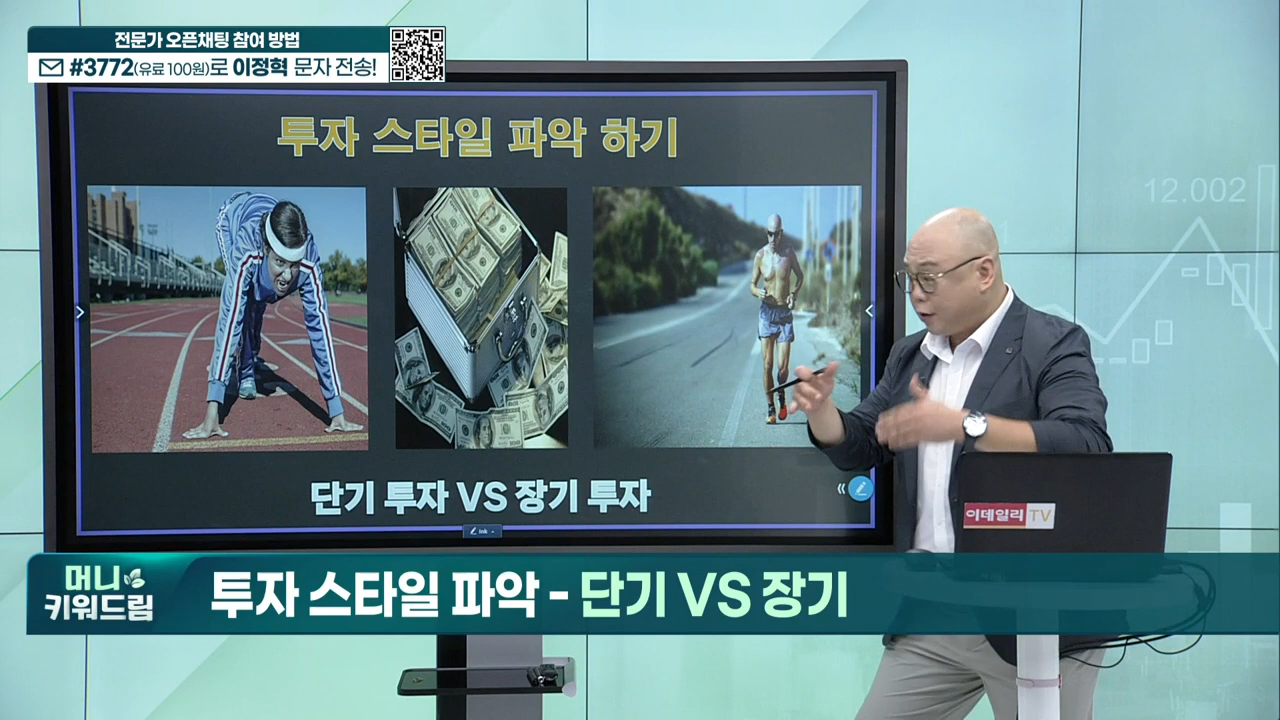 전문가 오픈채팅 참여 방법
#3772(유료 100원)로 이정혁 문자 전송!
투자 스타일 파악 하기
12.002
단기 투자 VS 장기 투자
Ink
이데일리 TV
머니
키워드림
투자 스타일 파악 - 단기 VS 장기